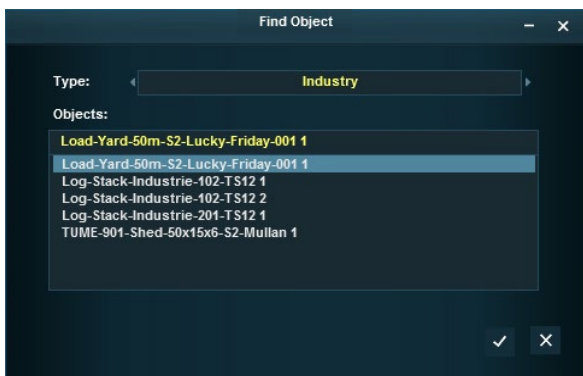 Find Object
Type:
Industry
Objects:
Load-Yard-50m-S2-Lucky-Friday-001 1
Load-Yard-50m-S2-Lucky-Friday-001 1
Log-Stack-Industrie-102-TS12 1
Log-Stack-Industrie-102-TS12 2
Log-Stack-Industrie-201-TS12 1
TUME-901-Shed-50x15x6-S2-Mullan 1